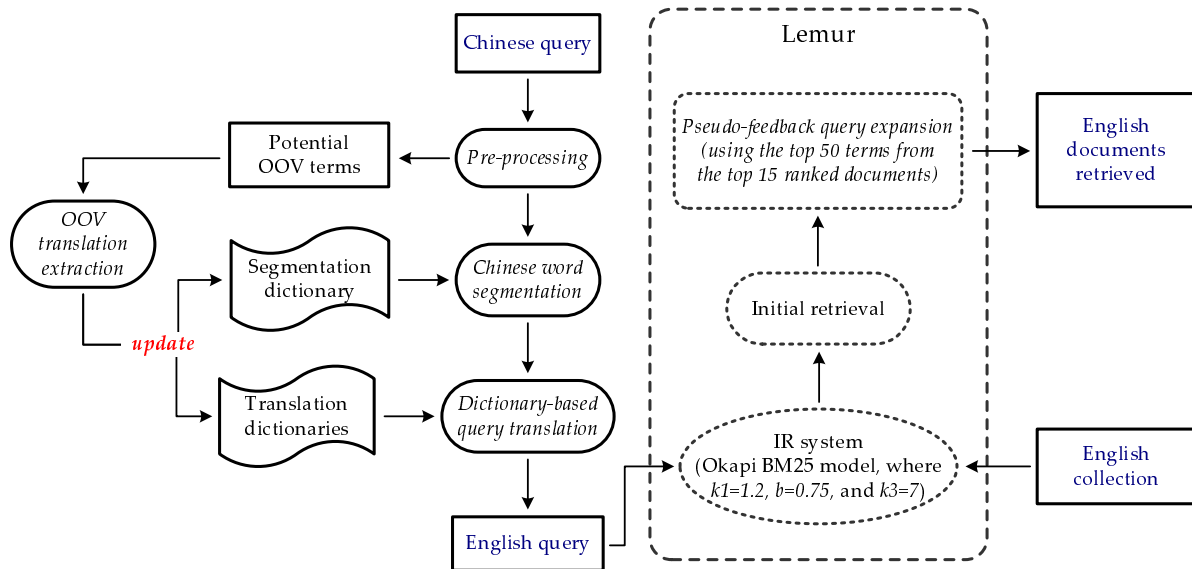 Chinese query
Pre-processing
Potential
OOV terms
OOV
translation
extraction
update
Segmentation
dictionary
Chinese word
segmentation
Translation
dictionaries
Dictionary-based
query translation
English query
Lemur
Pseudo-feedback query expansion
(using the top 50 terms from
the top 15 ranked documents)
Initial retrieval
IR system
(Okapi BM25 model, where
k1=1.2, b=0.75, and k3=7)
English
documents
retrieved
English
collection